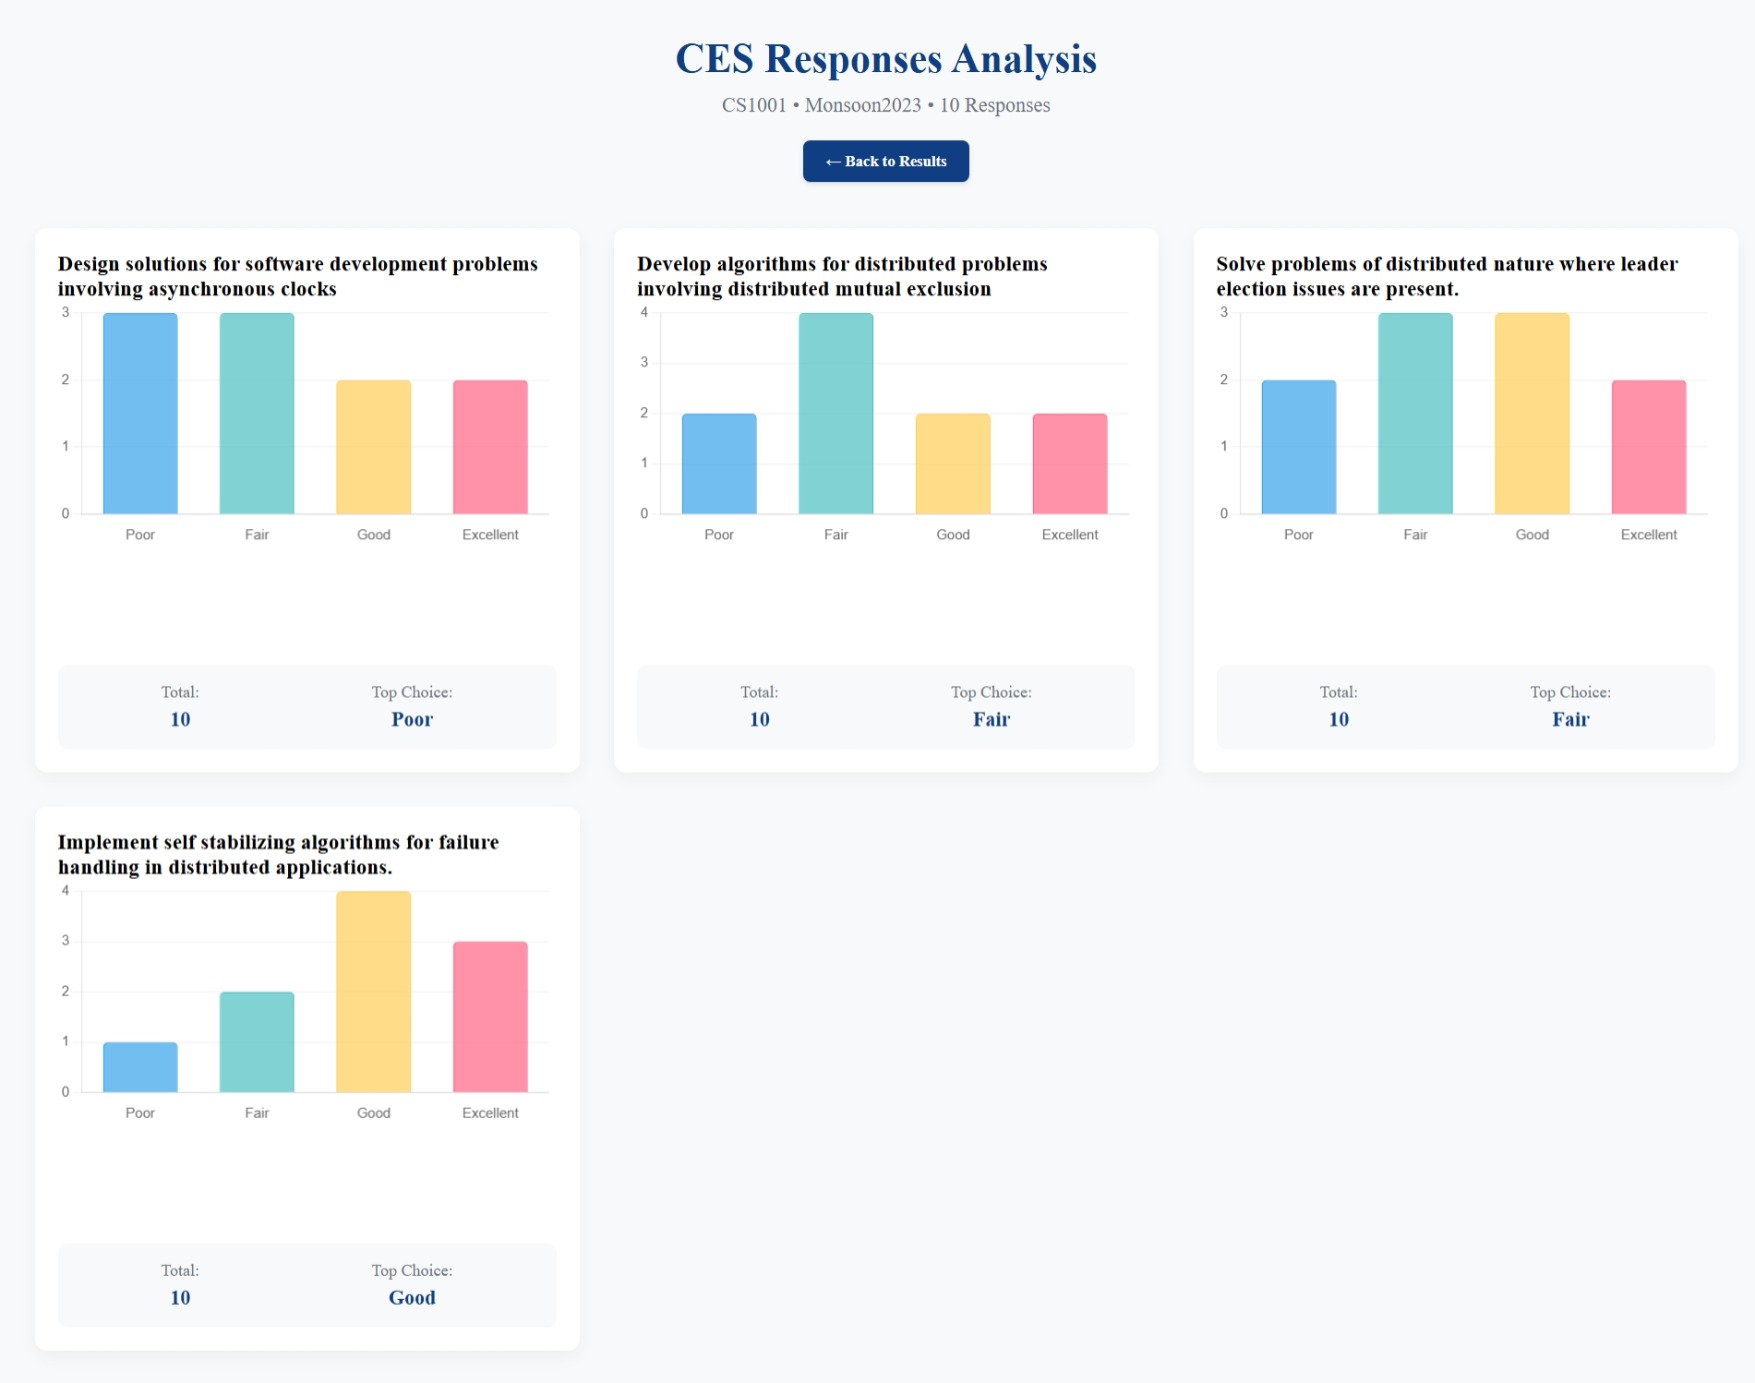 CES Responses Analysis
CS1001 • Monsoon2023 • 10 Responses
← Back to Results
Design solutions for software development problems
involving asynchronous clocks
3
2
1
0
Poor Fair Good Excellent
Total: Top Choice:
10 Poor
Develop algorithms for distributed problems
involving distributed mutual exclusion
4
3
2
1
0
Poor Fair Good Excellent
Total: Top Choice:
10 Fair
Solve problems of distributed nature where leader
election issues are present.
3
2
1
0
Poor Fair Good Excellent
Total: Top Choice:
10 Fair
Implement self stabilizing algorithms for failure
handling in distributed applications.
4
3
2
1
0
Poor Fair Good Excellent
Total: Top Choice:
10 Good